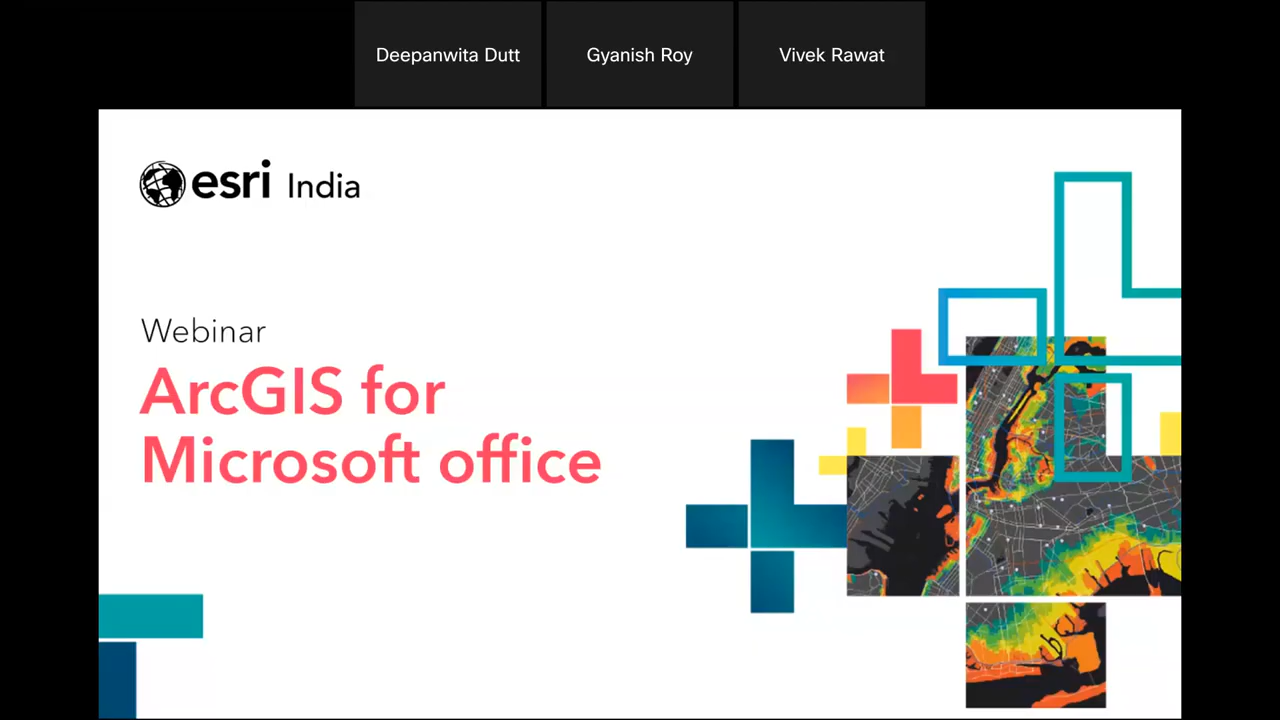 Deepanwita Dutt
Gyanish Roy
Vivek Rawat
esri India
Webinar
ArcGIS for
Microsoft office